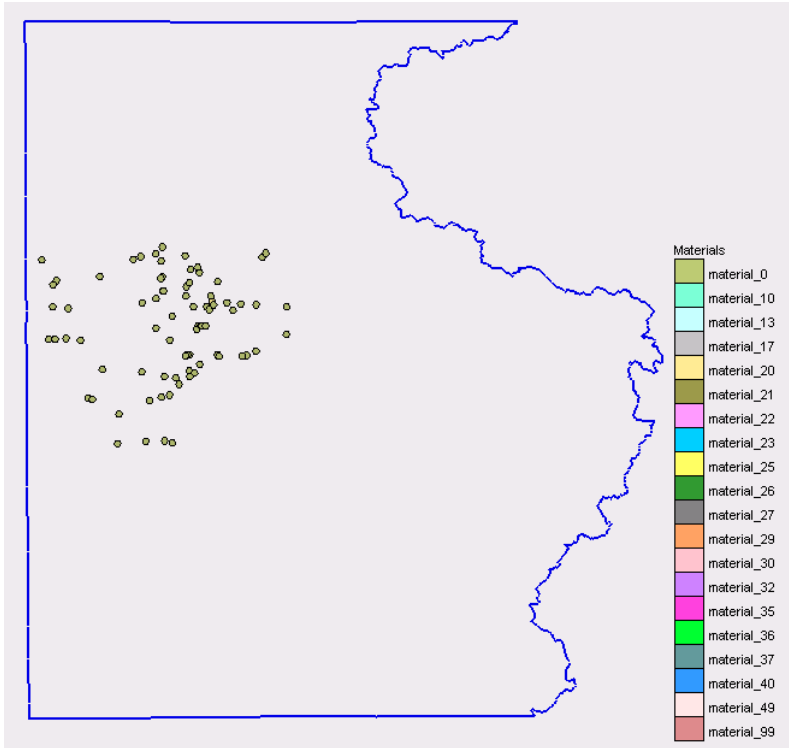 Materials
material_0
material_10
material_13
material_17
material_20
material_21
material_22
material_23
material_25
material_26
material_27
material_29
material_30
material_32
material_35
material_36
material_37
material_40
material_49
material_99